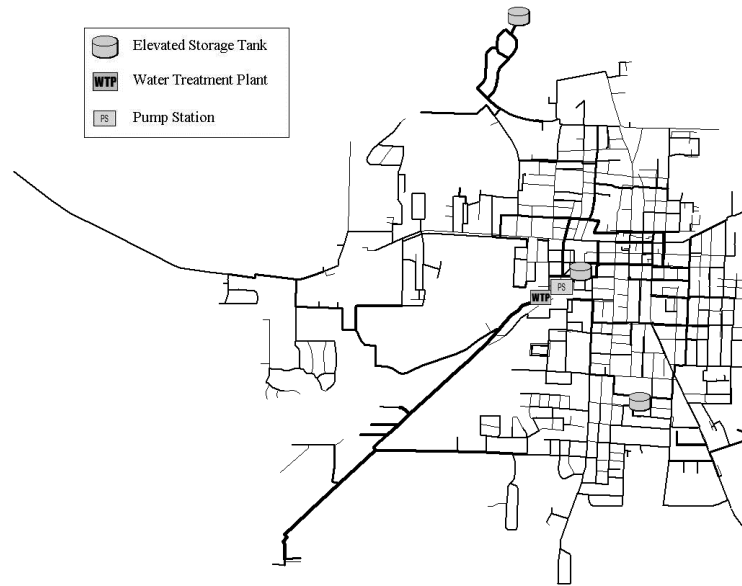 Elevated Storage Tank
WTP Water Treatment Plant
PS Pump Station
PS
WTP